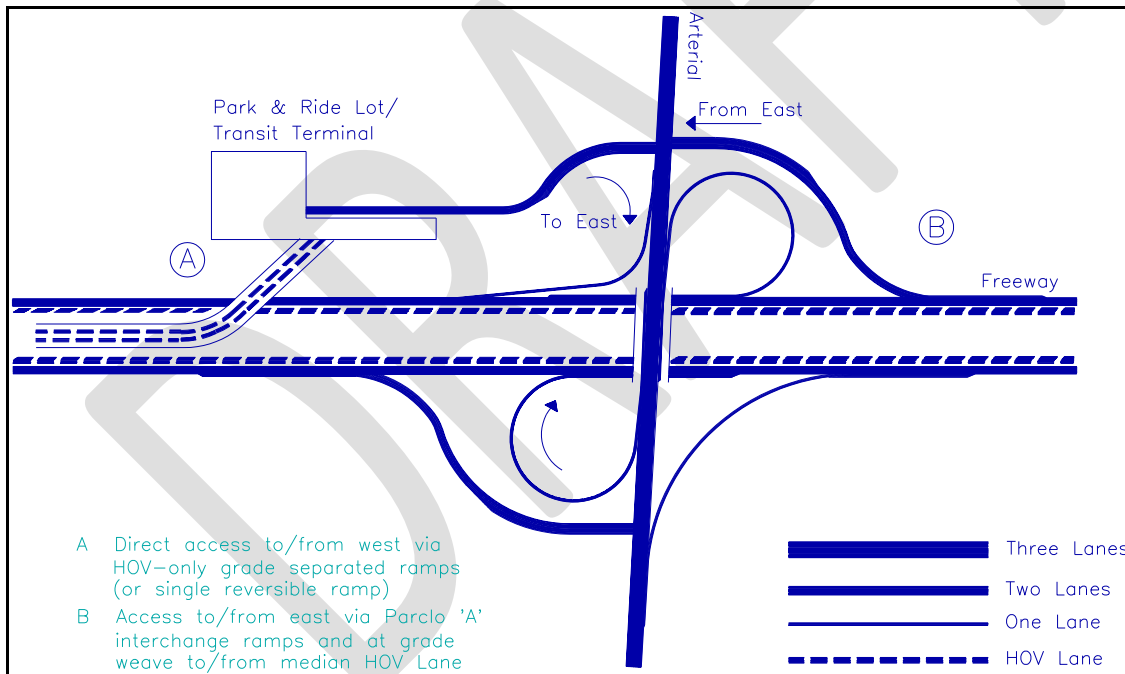 Arterial
From East
Park & Ride Lot/
Transit Terminal
To East
B
A
Freeway
A Direct access to/from west via
HOV-only grade separated ramps
(or single reversible ramp)
B Access to/from east via Parclo 'A'
interchange ramps and at grade
weave to/from median HOV Lane
Three Lanes
Two Lanes
One Lane
HOV Lane
DRAFT